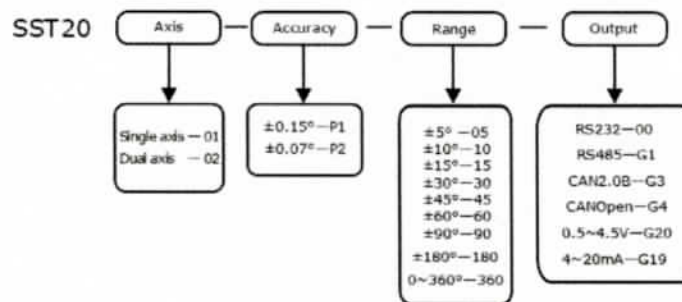 SST20 Axis — Accuracy — Range — Output
Single axis — 01
Dual axis — 02
±0.15°—P1
±0.07°—P2
±5° —05
±10°—10
±15°—15
±30°—30
±45°—45
±60°—60
±90°—90
±180°—180
0~360°—360
RS232—00
RS485—G1
CAN2.0B—G3
CANOpen—G4
0.5~4.5V—G20
4~20mA—G19